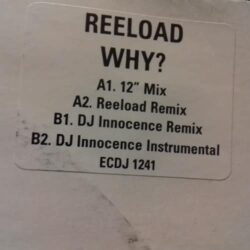 REELOAD
WHY?
A1. 12" Mix
A2. Reeload Remix
B1. DJ Innocence Remix
B2. DJ Innocence Instrumental
ECDJ 1241